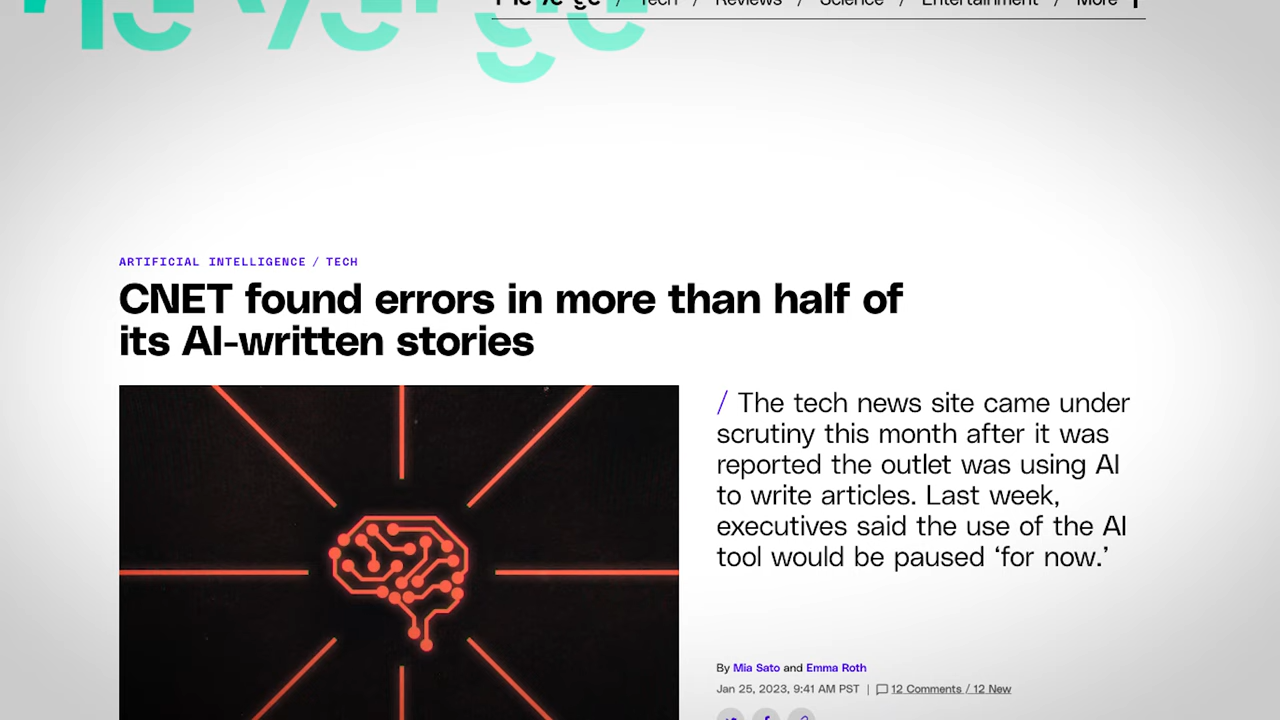 Tech / Reviews / Science / Entertainment / More
ARTIFICIAL INTELLIGENCE / TECH
CNET found errors in more than half of
its AI-written stories
/ The tech news site came under
scrutiny this month after it was
reported the outlet was using AI
to write articles. Last week,
executives said the use of the AI
tool would be paused ‘for now.’
By Mia Sato and Emma Roth
Jan 25, 2023, 9:41 AM PST | 12 Comments / 12 New